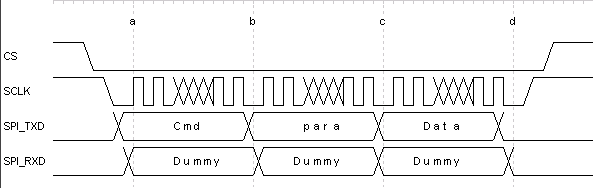 a b c d
CS
SCLK
SPI_TXD Cmd para Data
SPI_RXD Dummy Dummy Dummy